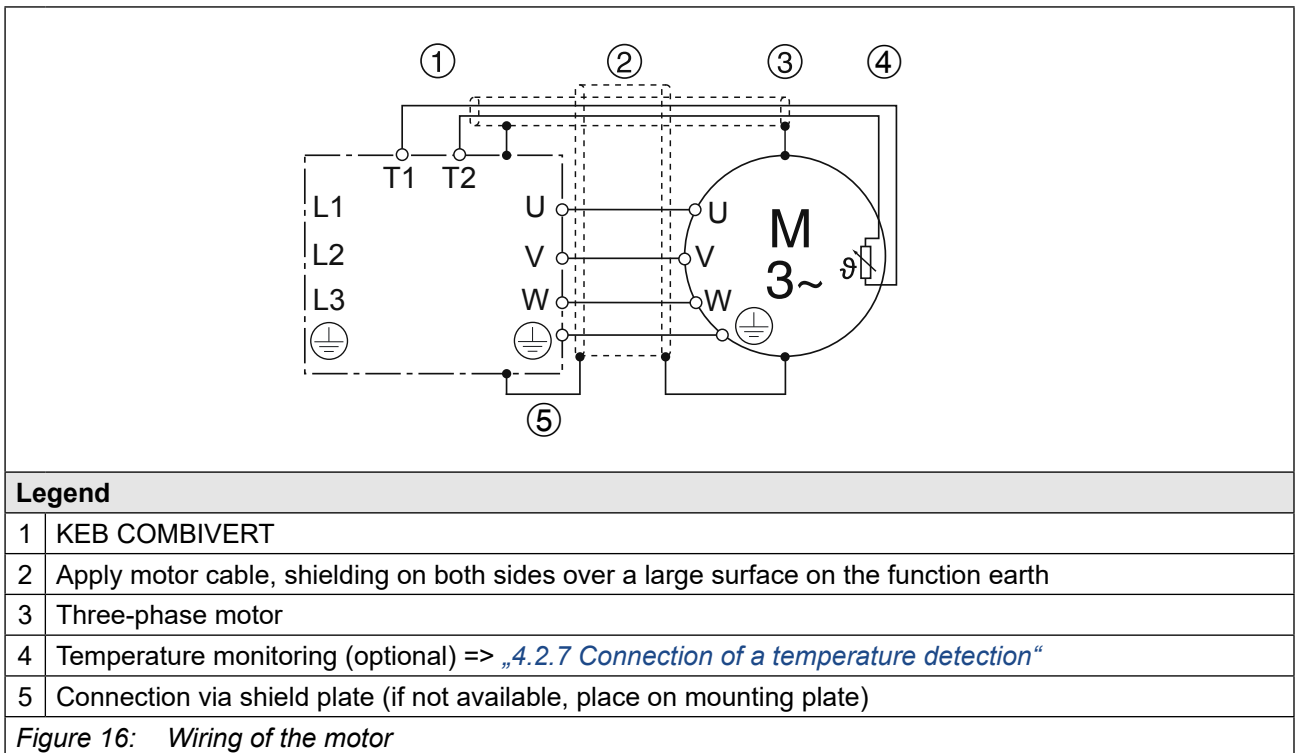 ① ② ③ ④
T1 T2
L1 U U M
L2 V V 3~ ϑ
L3 W W
⑤
Legend
1 KEB COMBIVERT
2 Apply motor cable, shielding on both sides over a large surface on the function earth
3 Three-phase motor
4 Temperature monitoring (optional) => „4.2.7 Connection of a temperature detection“
5 Connection via shield plate (if not available, place on mounting plate)
Figure 16: Wiring of the motor